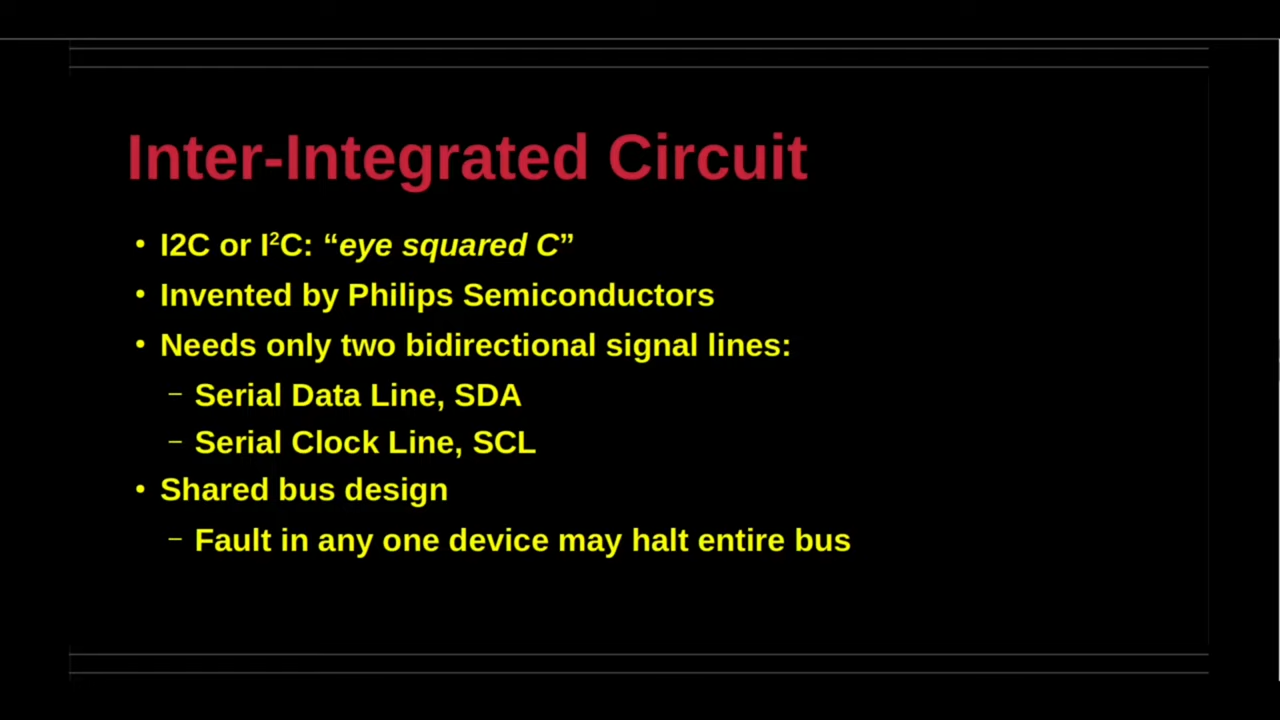 Inter-Integrated Circuit
• I2C or I²C: “eye squared C”
• Invented by Philips Semiconductors
• Needs only two bidirectional signal lines:
– Serial Data Line, SDA
– Serial Clock Line, SCL
• Shared bus design
– Fault in any one device may halt entire bus